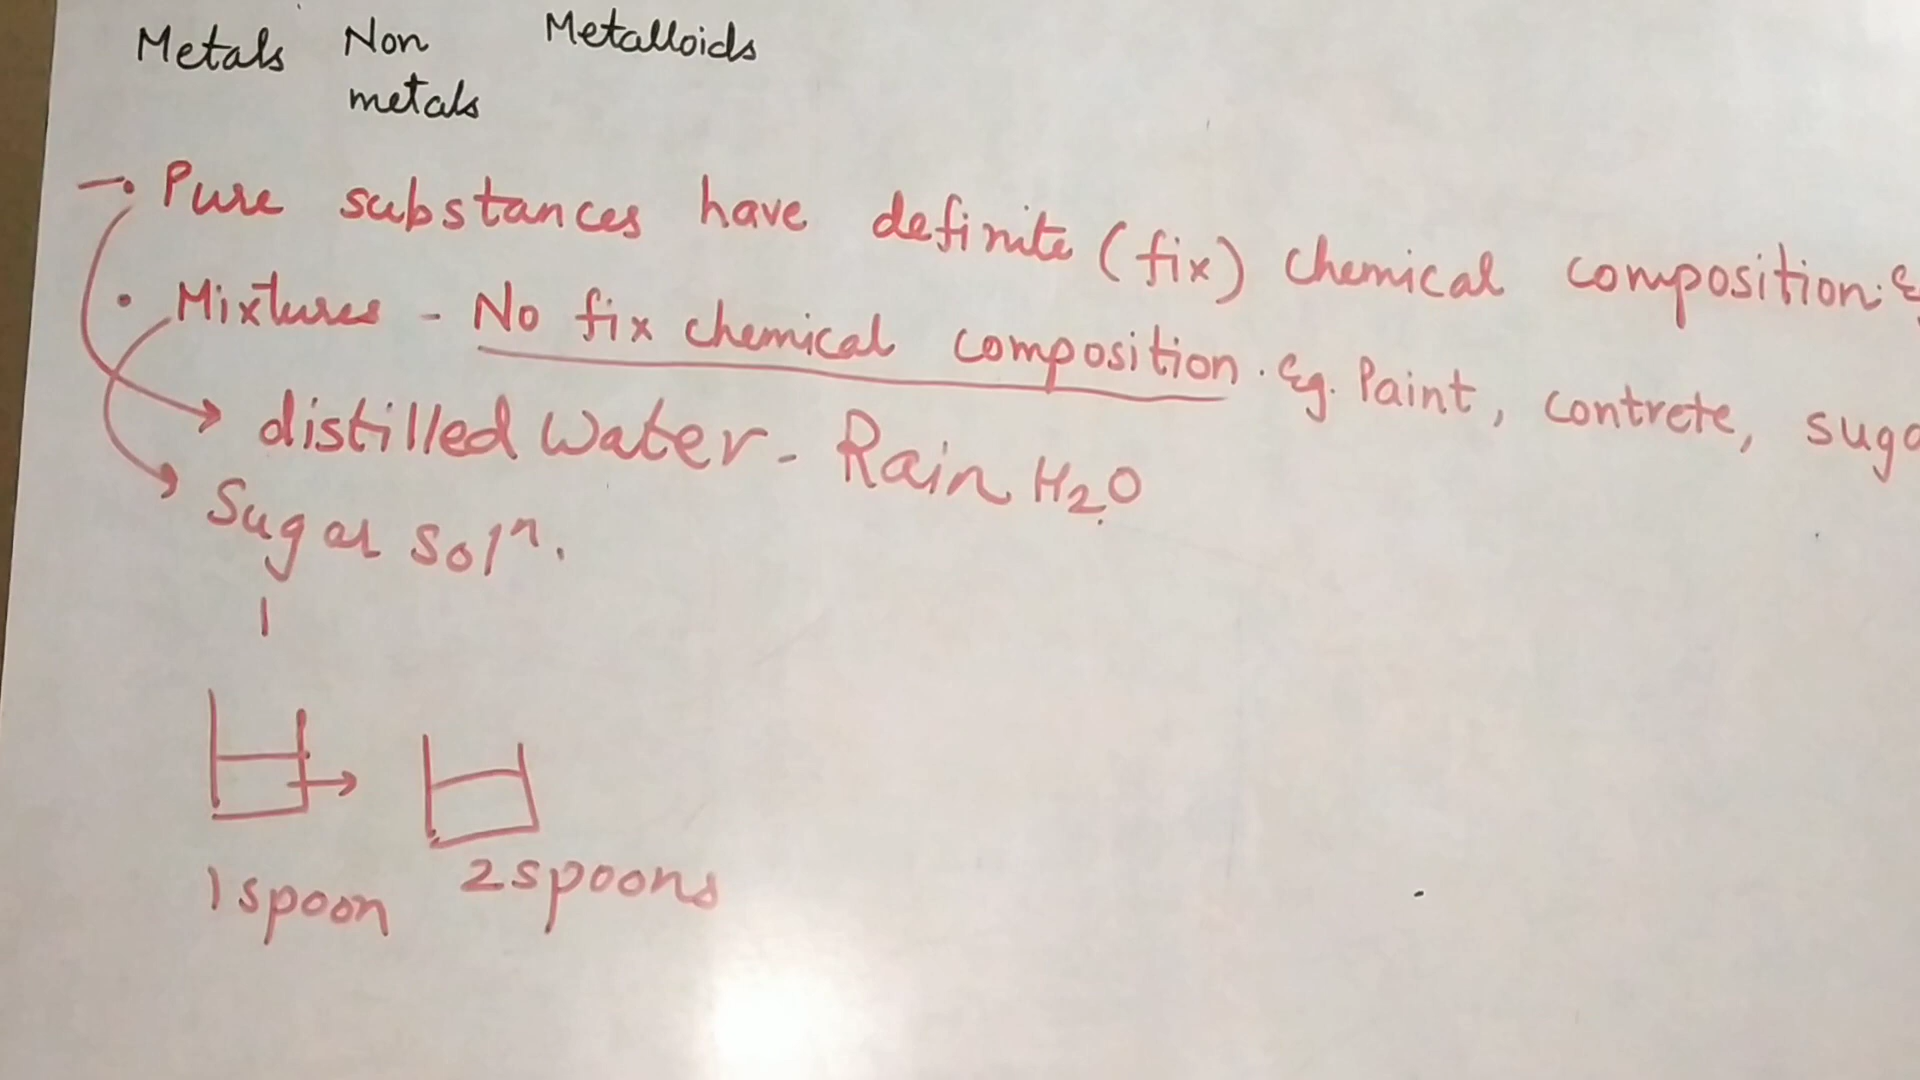 Metals Non metals Metalloids
→ Pure substances have definite (fix) chemical composition.
• Mixtures - No fix chemical composition. Eg. Paint, contrete,
distilled water - Rain H₂O
Sugar solⁿ.
1 spoon 2 spoons